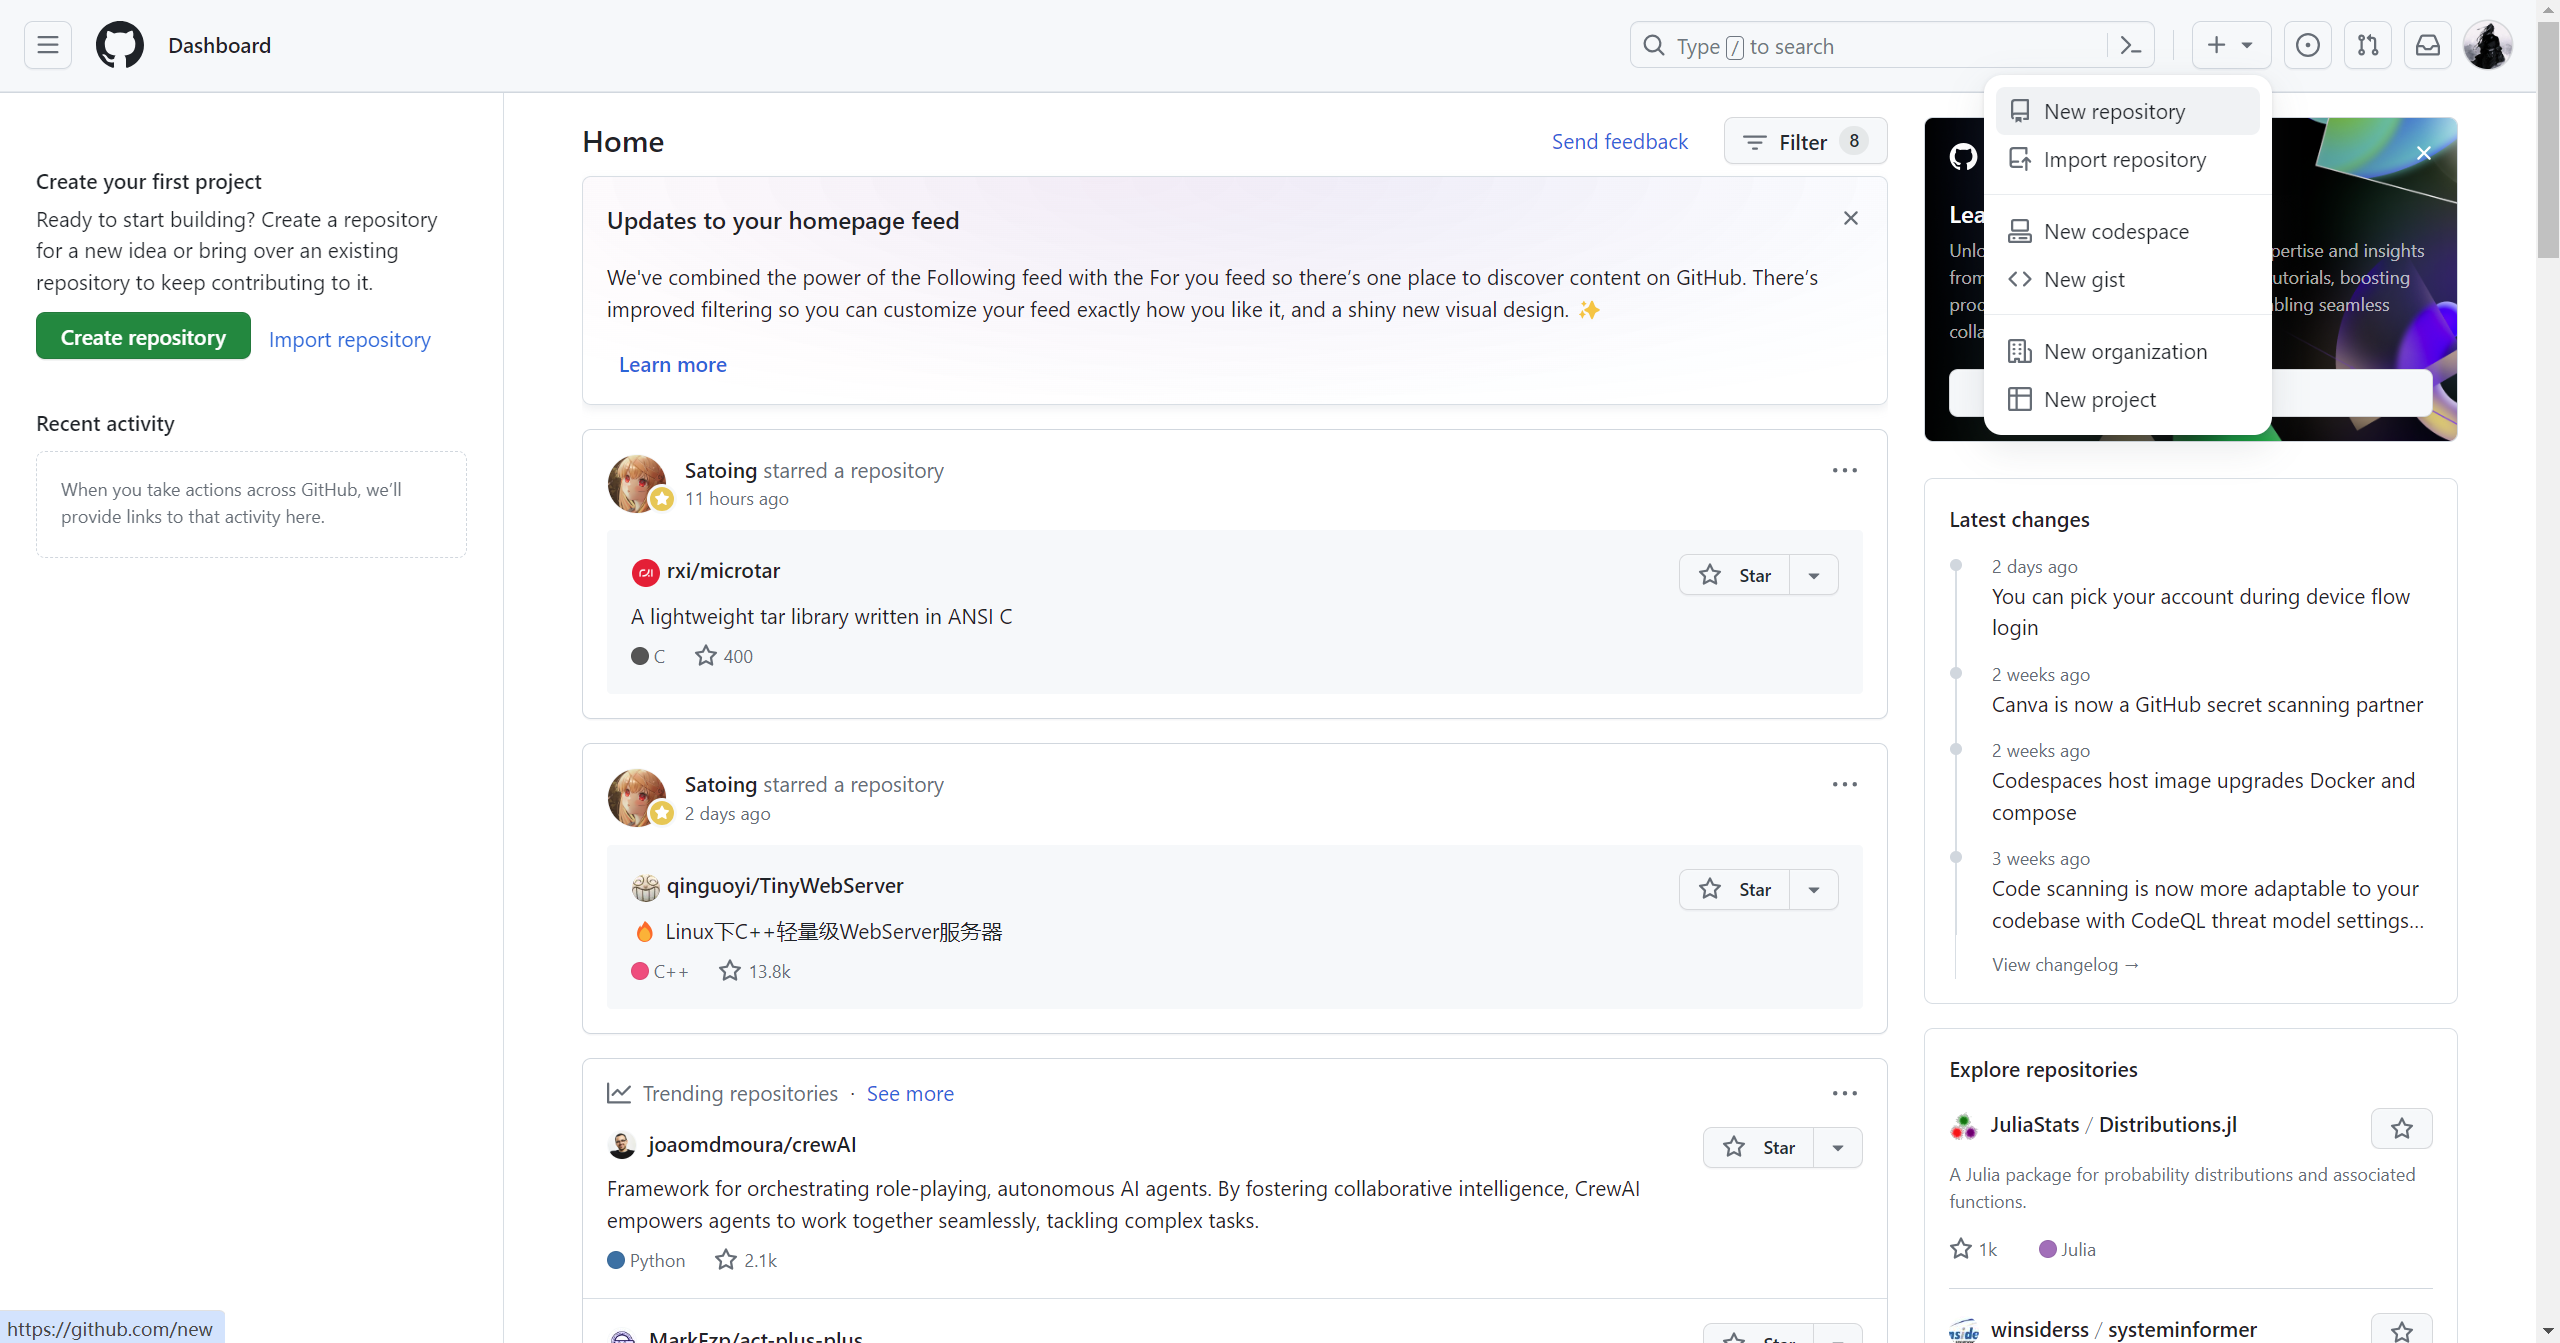 Dashboard
Type / to search
New repository
Import repository
New codespace
New gist
New organization
New project
Create your first project
Ready to start building? Create a repository
for a new idea or bring over an existing
repository to keep contributing to it.
Create repository
Import repository
Recent activity
When you take actions across GitHub, we’ll
provide links to that activity here.
Home
Send feedback
Filter 8
Updates to your homepage feed
We've combined the power of the Following feed with the For you feed so there’s one place to discover content on GitHub. There’s
improved filtering so you can customize your feed exactly how you like it, and a shiny new visual design. ✨
Learn more
Satoing starred a repository
11 hours ago
rxi/microtar
Star
A lightweight tar library written in ANSI C
C 400
Satoing starred a repository
2 days ago
qinguoyi/TinyWebServer
Star
🔥 Linux下C++轻量级WebServer服务器
C++ 13.8k
Trending repositories · See more
joaomdmoura/crewAI
Star
Framework for orchestrating role-playing, autonomous AI agents. By fostering collaborative intelligence, CrewAI
empowers agents to work together seamlessly, tackling complex tasks.
Python 2.1k
MarkFzp/act-plus-plus
Star
and insights
from
boosting
seamless
Latest changes
2 days ago
You can pick your account during device flow
login
2 weeks ago
Canva is now a GitHub secret scanning partner
2 weeks ago
Codespaces host image upgrades Docker and
compose
3 weeks ago
Code scanning is now more adaptable to your
codebase with CodeQL threat model settings...
View changelog →
Explore repositories
JuliaStats / Distributions.jl
A Julia package for probability distributions and associated
functions.
1k Julia
winsiderss / systeminformer
https://github.com/new